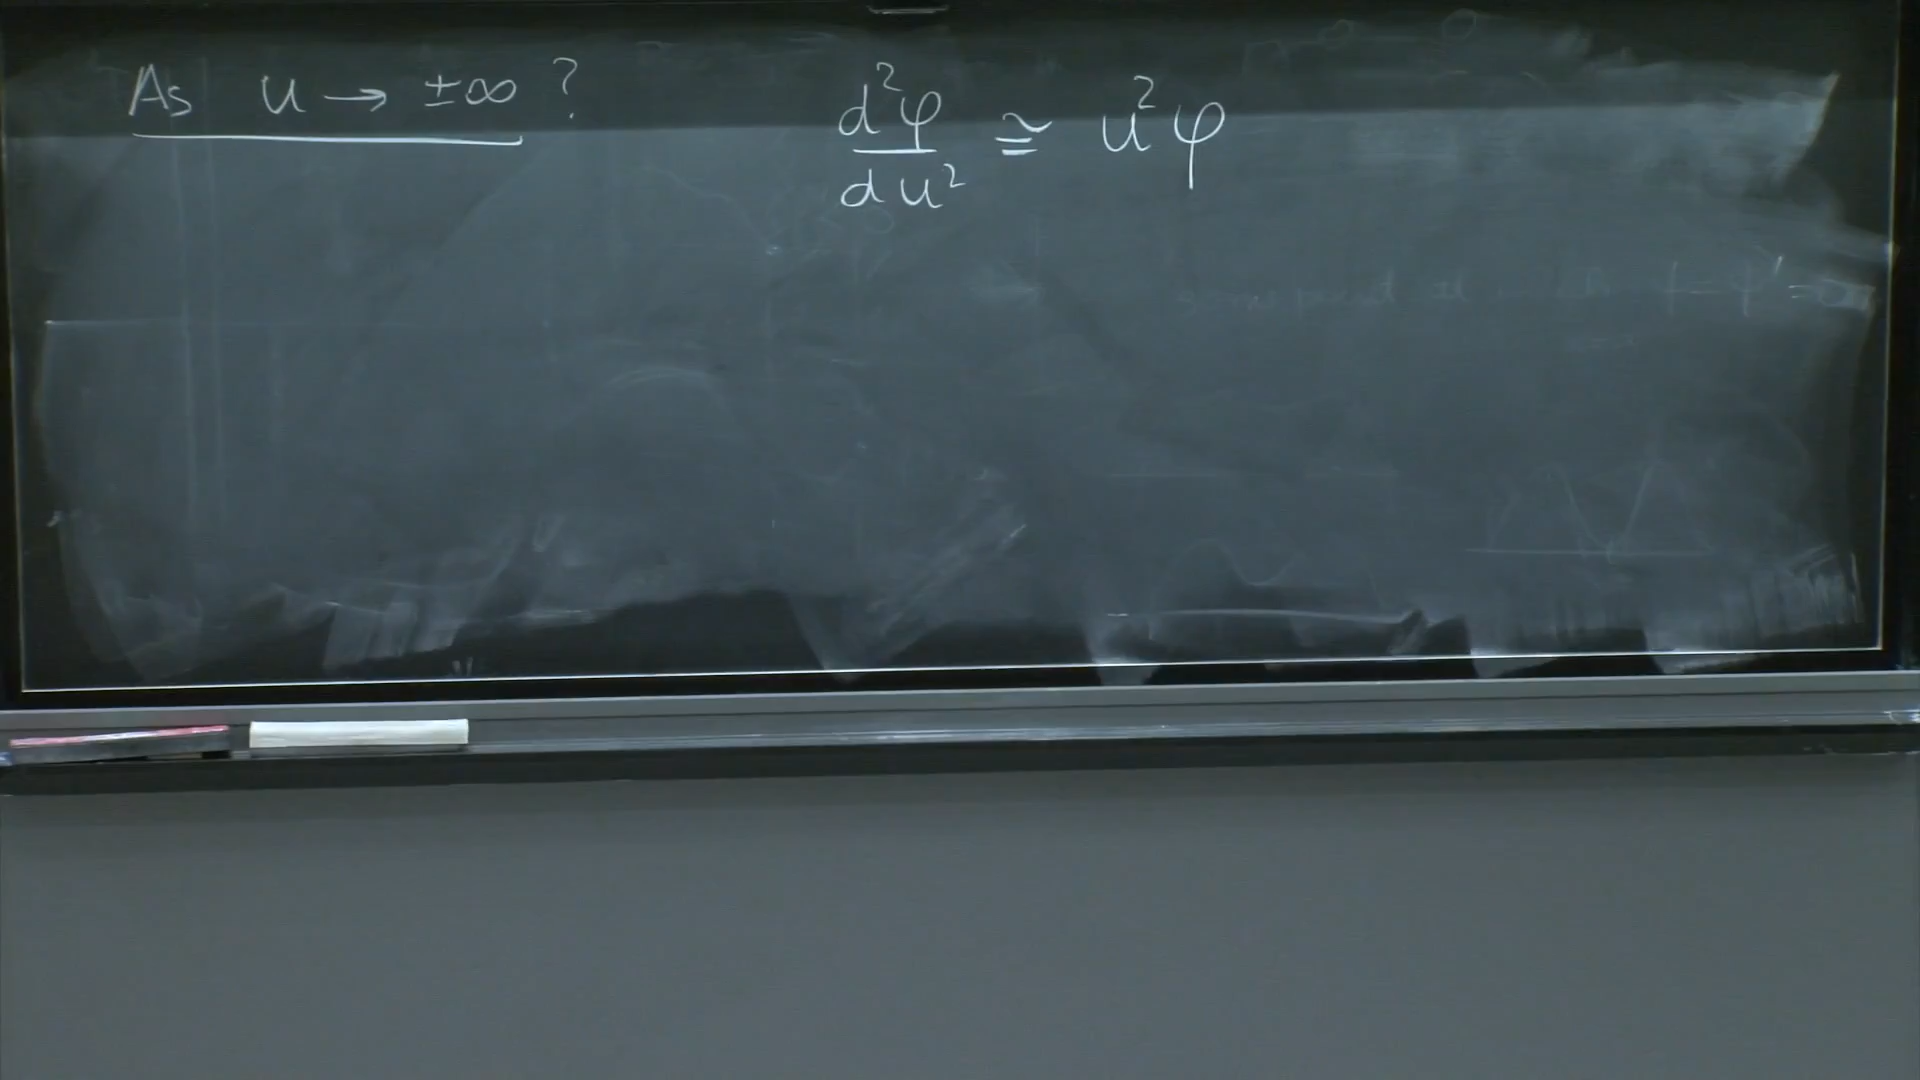 As u → ±∞ ?
d²φ/du² ≅ u²φ